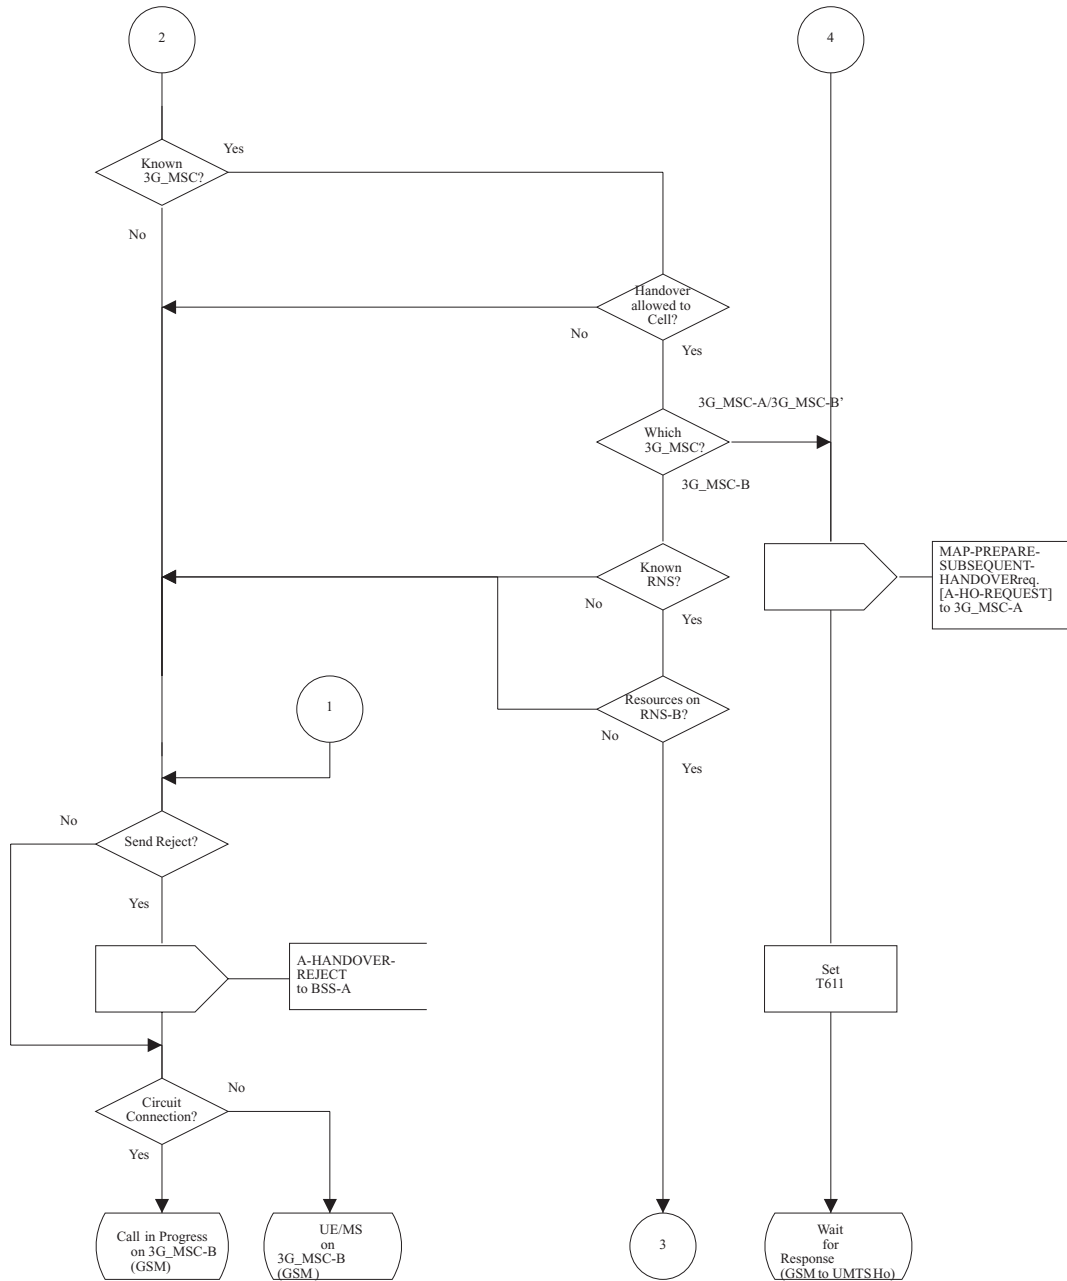 2
4
Yes
Known
3G_MSC?
No
Handover
allowed to
Cell?
No
Yes
3G_MSC-A/3G_MSC-B’
Which
3G_MSC?
3G_MSC-B
MAP-PREPARE-
SUBSEQUENT-
HANDOVERreq.
[A-HO-REQUEST]
to 3G_MSC-A
Known
RNS?
No
Yes
1
Resources on
RNS-B?
No
Yes
No
Send Reject?
Yes
A-HANDOVER-
REJECT
to BSS-A
Set
T611
No
Circuit
Connection?
Yes
Call in Progress
on 3G_MSC-B
(GSM)
UE/MS
on
3G_MSC-B
(GSM )
3
Wait
for
Response
(GSM to UMTS Ho)